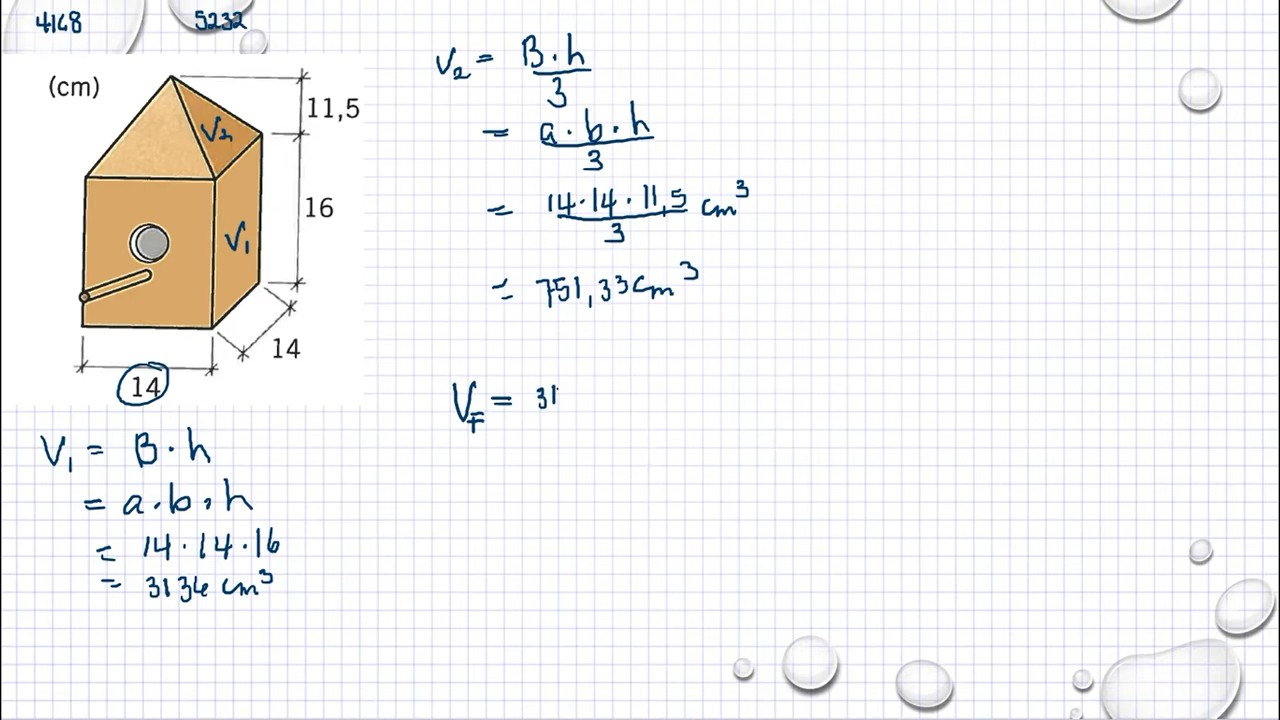 4168 5232
(cm)
11,5
V₂
16
V₁
14
14
V₁ = B · h
= a · b · h
= 14 · 14 · 16
= 3136 cm³
V₂ = B · h / 3
= a · b · h / 3
= 14 · 14 · 11,5 / 3 cm³
= 751,33 cm³
V_F = 31